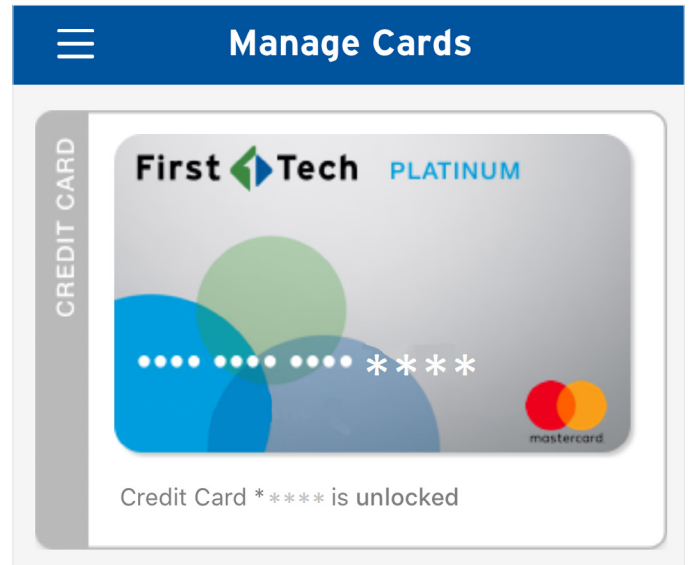 Manage Cards
CREDIT CARD
First Tech PLATINUM
•••• •••• •••• ****
mastercard
Credit Card ***** is unlocked